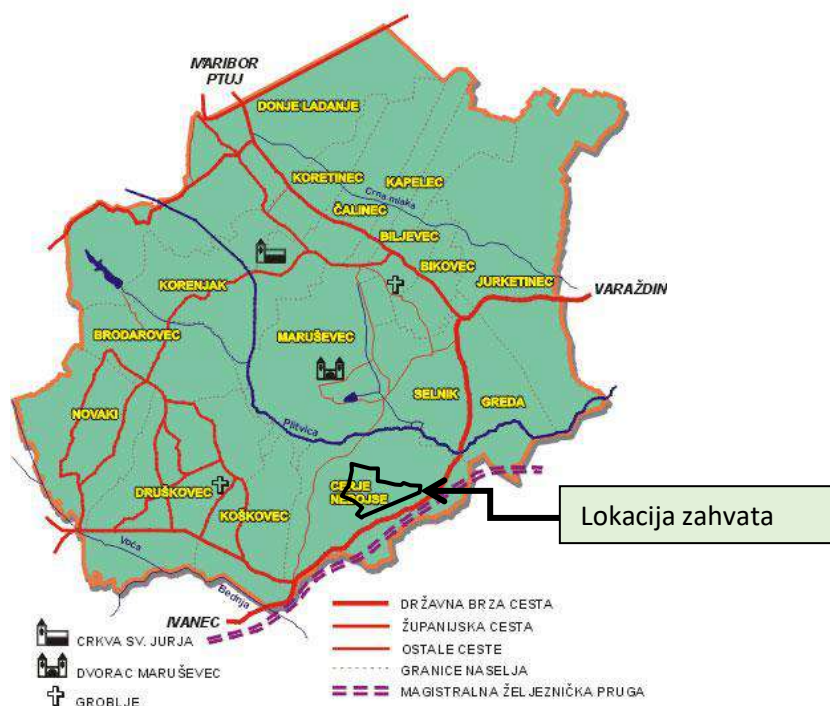 MARIBOR
PTUJ
DONJE LADANJE
KORETINEC
KAPELEC
Crna mlaka
ČALINEC
BILJEVEC
BIKOVEC
JURKETINEC
VARAŽDIN
KORENJAK
BRODAROVEC
MARUŠEVEC
SELNIK
GREDA
NOVAKI
Plitvica
DRUŠKOVEC
CERJE
NEBOJSE
KOŠKOVEC
Lokacija zahvata
Voća
Bednja
IVANEC
CRKVA SV. JURJA
DVORAC MARUŠEVEC
GROBLJE
DRŽAVNA BRZA CESTA
ŽUPANIJSKA CESTA
OSTALE CESTE
GRANICE NASELJA
MAGISTRALNA ŽELJEZNIČKA PRUGA